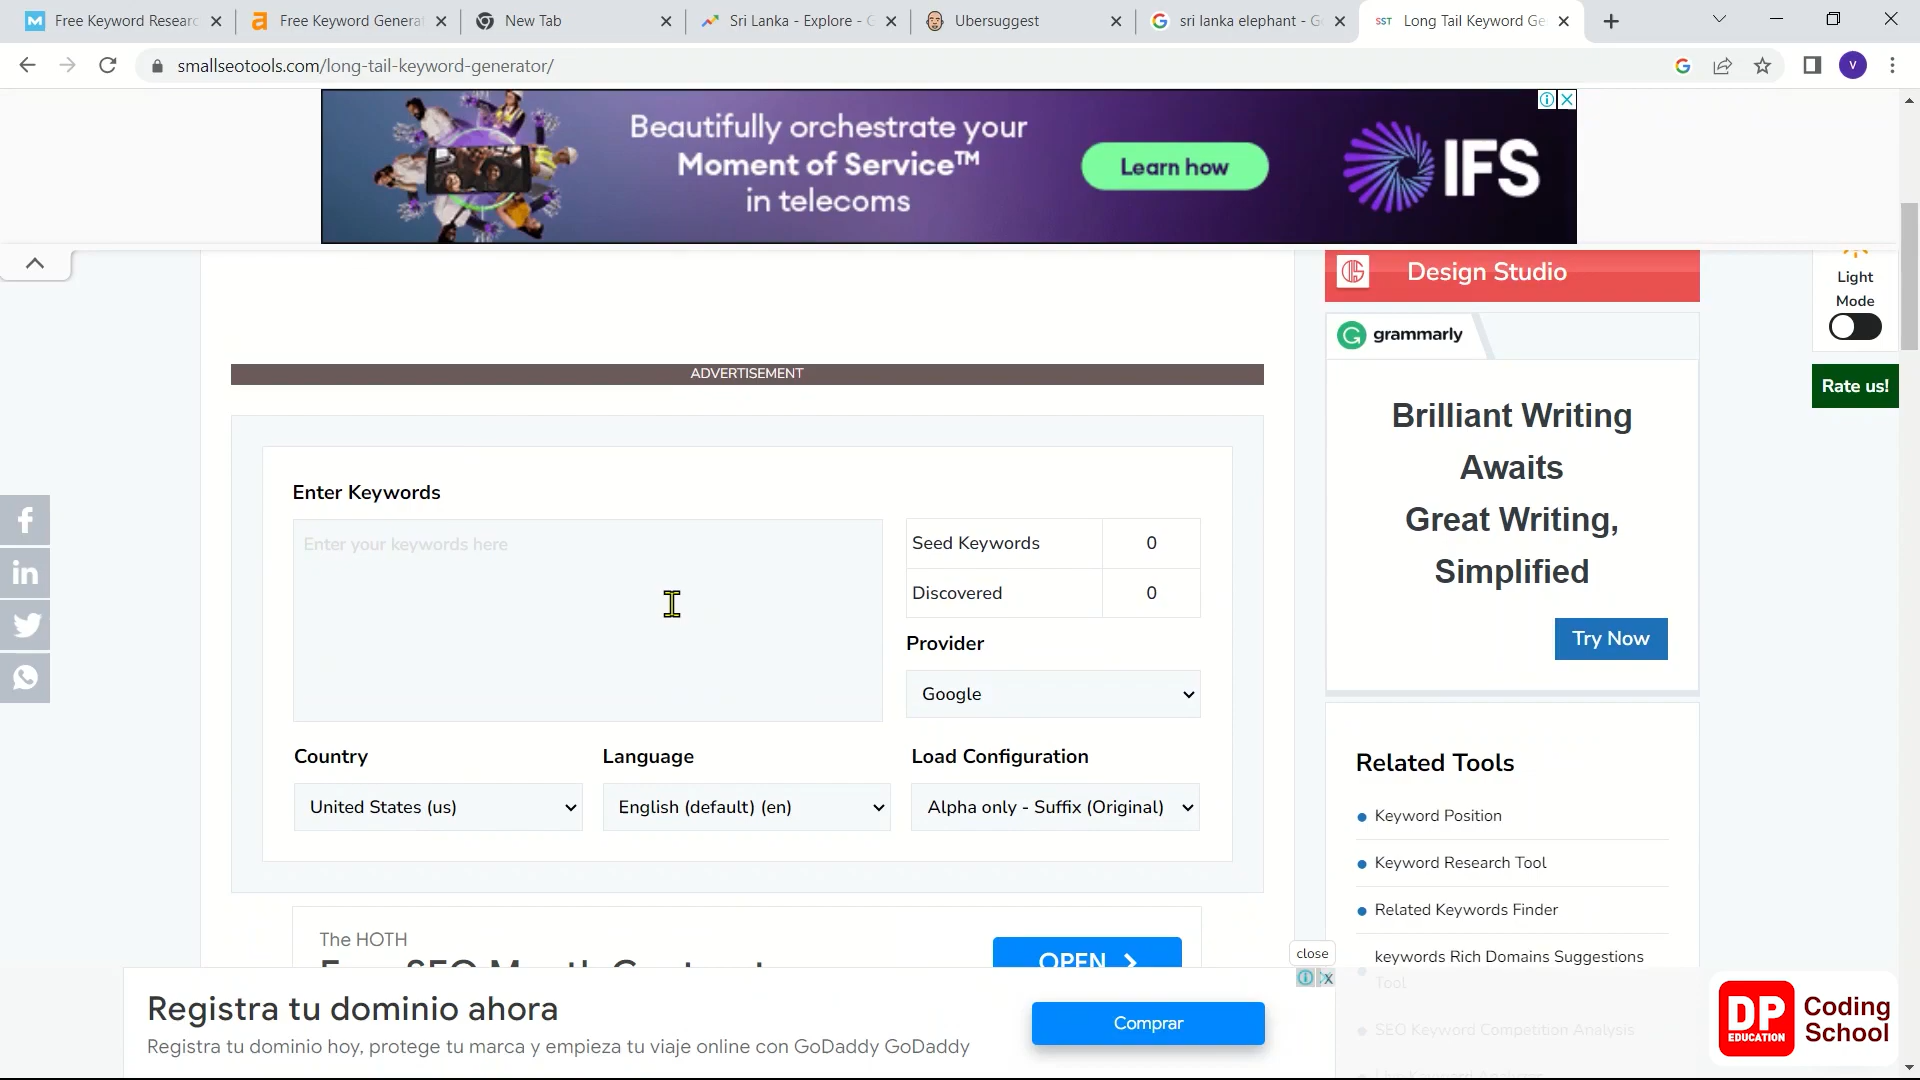 Free Keyword Researc
Free Keyword Generat
New Tab
Sri Lanka - Explore - G
Ubersuggest
sri lanka elephant - Go
SST
Long Tail Keyword Ge
smallseotools.com/long-tail-keyword-generator/
V
Beautifully orchestrate your
Moment of Service™
in telecoms
Learn how
IFS
Design Studio
Light
Mode
grammarly
Rate us!
ADVERTISEMENT
Brilliant Writing
Awaits
Great Writing,
Simplified
Try Now
Enter Keywords
Enter your keywords here
Seed Keywords 0
Discovered 0
Provider
Google
Country
Language
Load Configuration
United States (us)
English (default) (en)
Alpha only - Suffix (Original)
Related Tools
Keyword Position
Keyword Research Tool
Related Keywords Finder
keywords Rich Domains Suggestions
Tool
SEO Keyword Competition Analysis
The HOTH
OPEN
close
Registra tu dominio ahora
Registra tu dominio hoy, protege tu marca y empieza tu viaje online con GoDaddy GoDaddy
Comprar
DP
EDUCATION
Coding
School